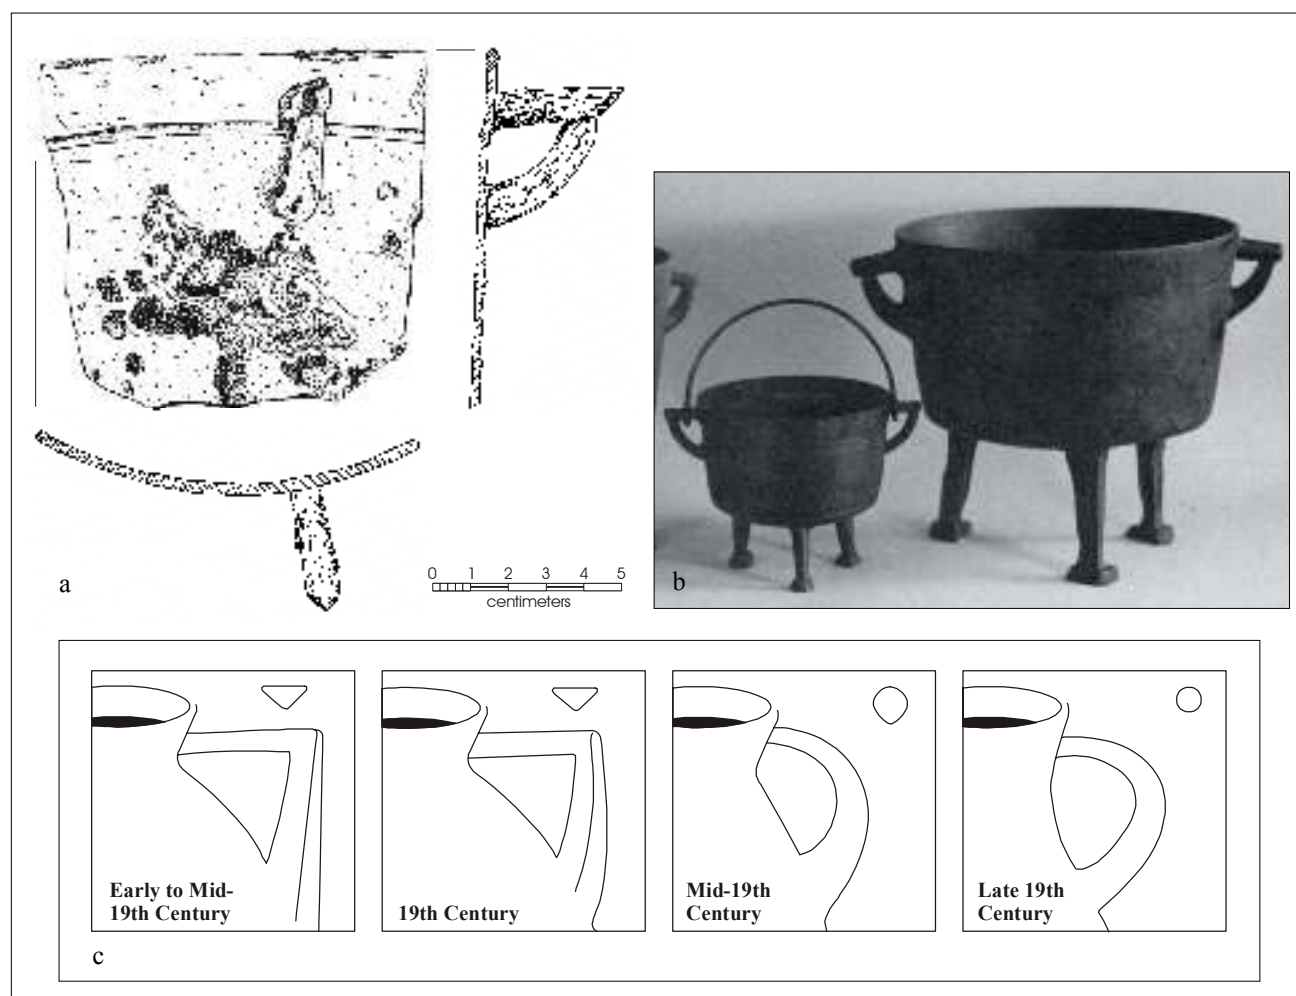 a
0 1 2 3 4 5
centimeters
b
Early to Mid-
19th Century
19th Century
Mid-19th
Century
Late 19th
Century
c